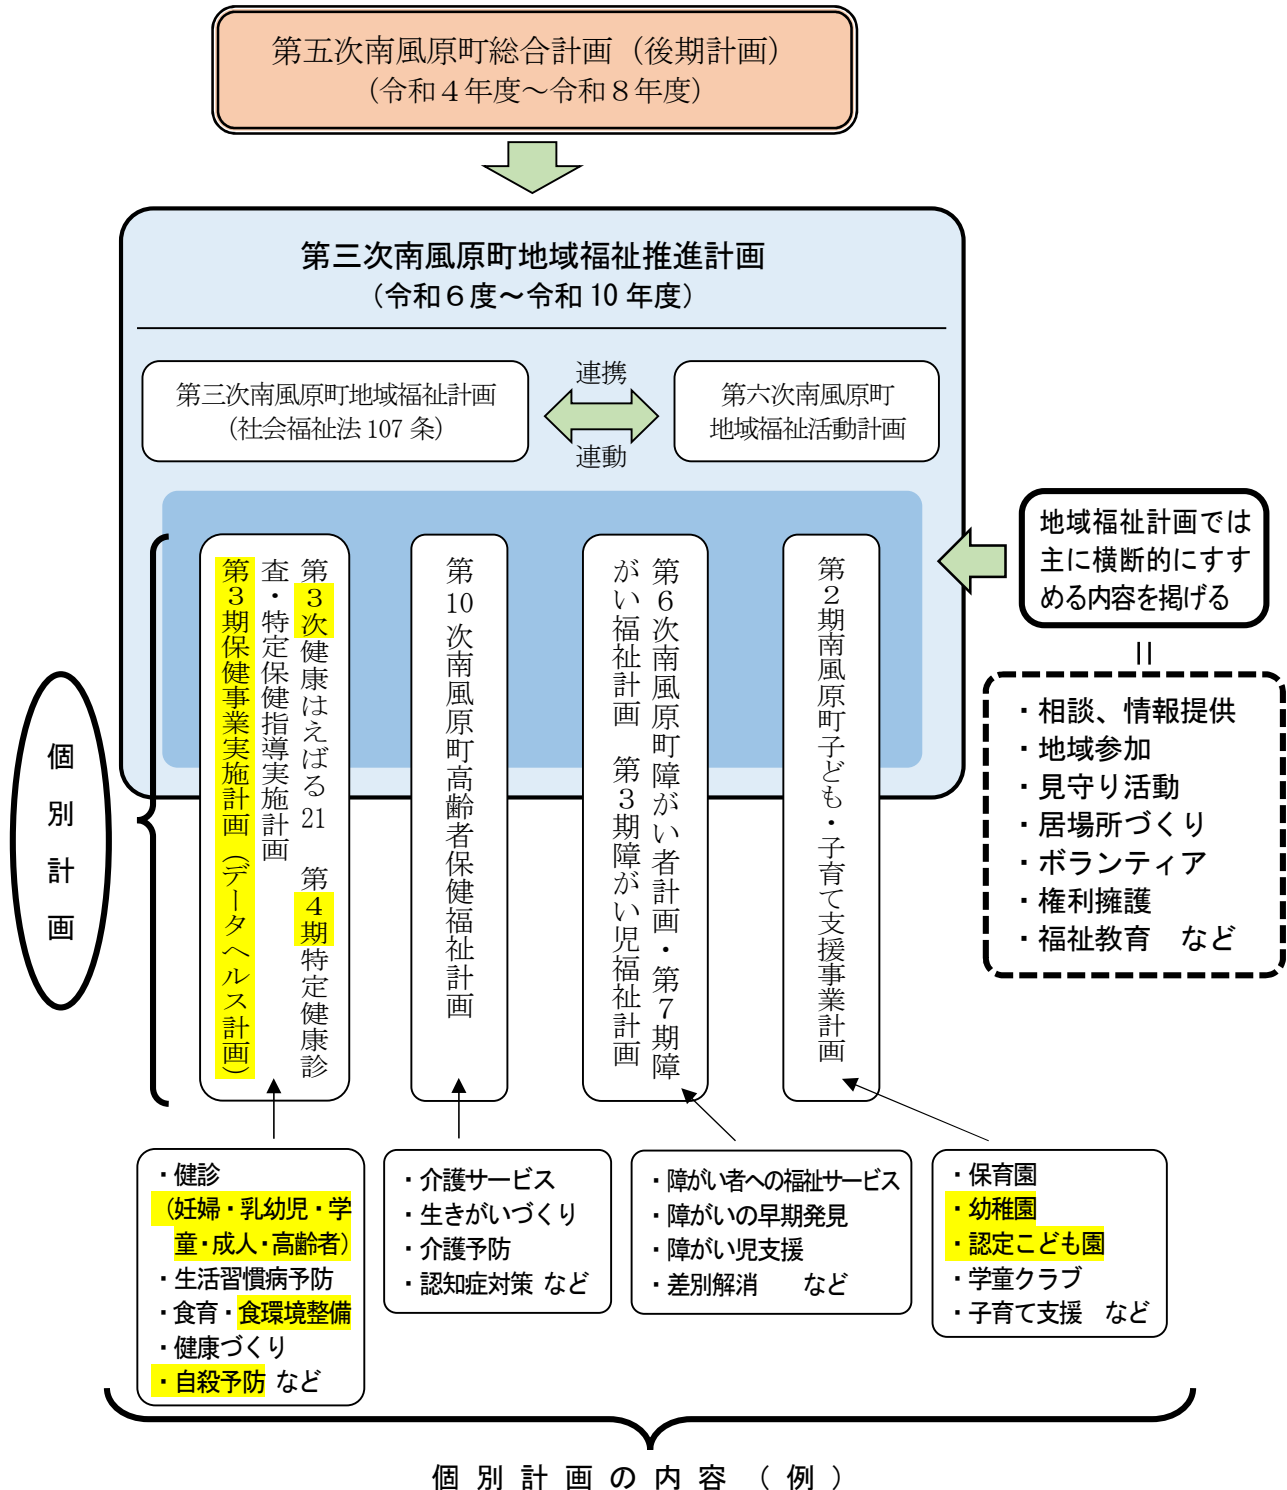 第五次南風原町総合計画（後期計画）
（令和４年度～令和８年度）
第三次南風原町地域福祉推進計画
（令和６度～令和 10 年度）
第三次南風原町地域福祉計画
（社会福祉法 107 条）
連携
連動
第六次南風原町
地域福祉活動計画
地域福祉計画では
主に横断的にすす
める内容を掲げる
＝
・相談、情報提供
・地域参加
・見守り活動
・居場所づくり
・ボランティア
・権利擁護
・福祉教育　など
個別計画
第３次健康はえばる 21　第４期特定健康診
査・特定保健指導実施計画
第３期保健事業実施計画（データヘルス計画）
第 10 次南風原町高齢者保健福祉計画
第６次南風原町障がい者計画・第７期障
がい福祉計画　第３期障がい児福祉計画
第２期南風原町子ども・子育て支援事業計画
・健診
（妊婦・乳幼児・学
童・成人・高齢者）
・生活習慣病予防
・食育・食環境整備
・健康づくり
・自殺予防 など
・介護サービス
・生きがいづくり
・介護予防
・認知症対策 など
・障がい者への福祉サービス
・障がいの早期発見
・障がい児支援
・差別解消　　など
・保育園
・幼稚園
・認定こども園
・学童クラブ
・子育て支援　など
個別計画の内容（例）